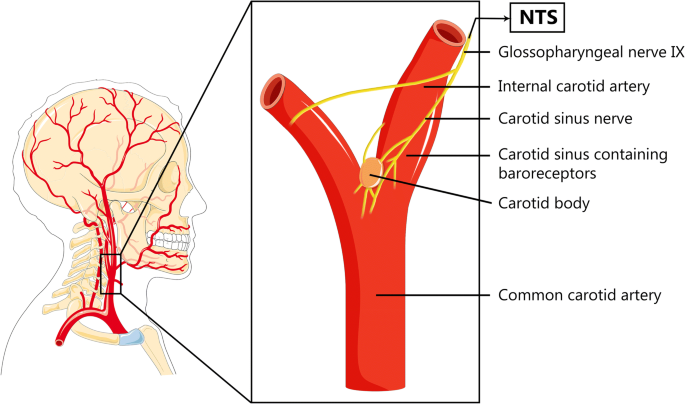 NTS
Glossopharyngeal nerve IX
Internal carotid artery
Carotid sinus nerve
Carotid sinus containing
baroreceptors
Carotid body
Common carotid artery